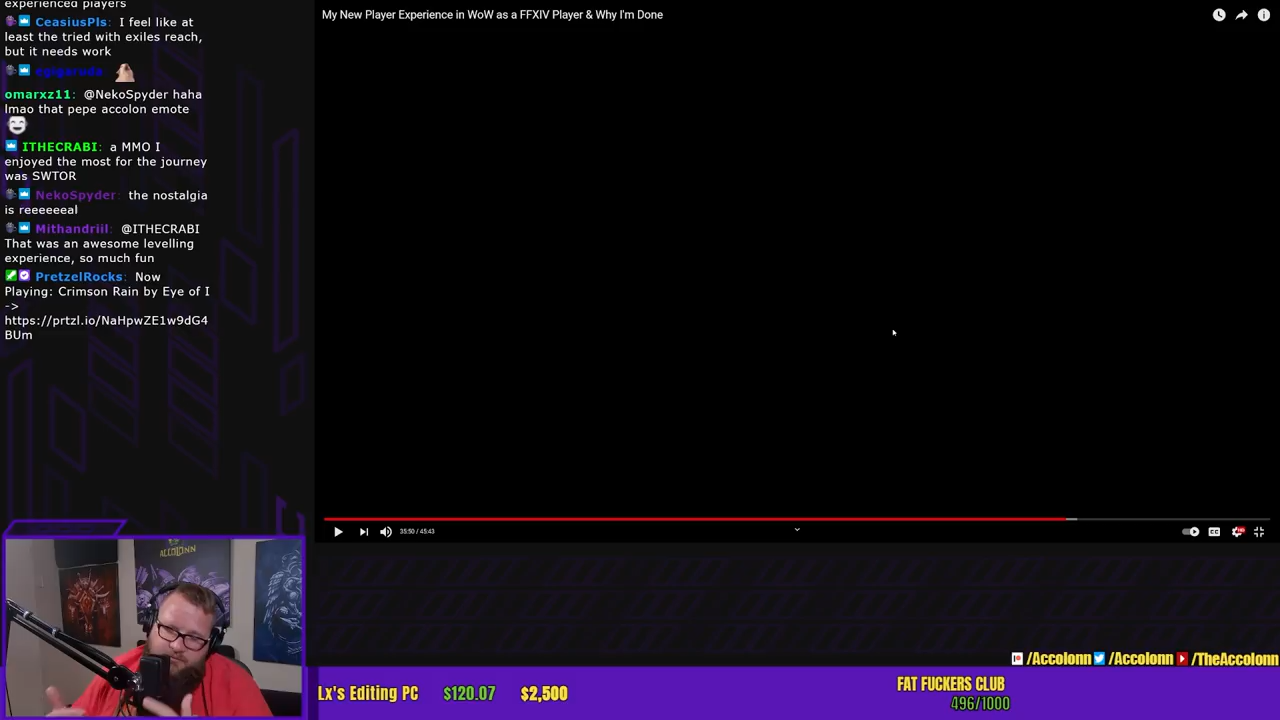 experienced players
CeasiusPls: I feel like at
least the tried with exiles reach,
but it needs work
egigaruda:
omarxz11: @NekoSpyder haha
lmao that pepe accolon emote
ITHECRABI: a MMO I
enjoyed the most for the journey
was SWTOR
NekoSpyder: the nostalgia
is reeeeeeal
Mithandriil: @ITHECRABI
That was an awesome levelling
experience, so much fun
PretzelRocks: Now
Playing: Crimson Rain by Eye of I
->
https://prtzl.io/NaHpwZE1w9dG4
BUm
My New Player Experience in WoW as a FFXIV Player & Why I'm Done
35:50 / 45:43
ACCOLONN
/Accolonn /Accolonn /TheAccolonn
Lx's Editing PC $120.07 $2,500
FAT FUCKERS CLUB
496/1000